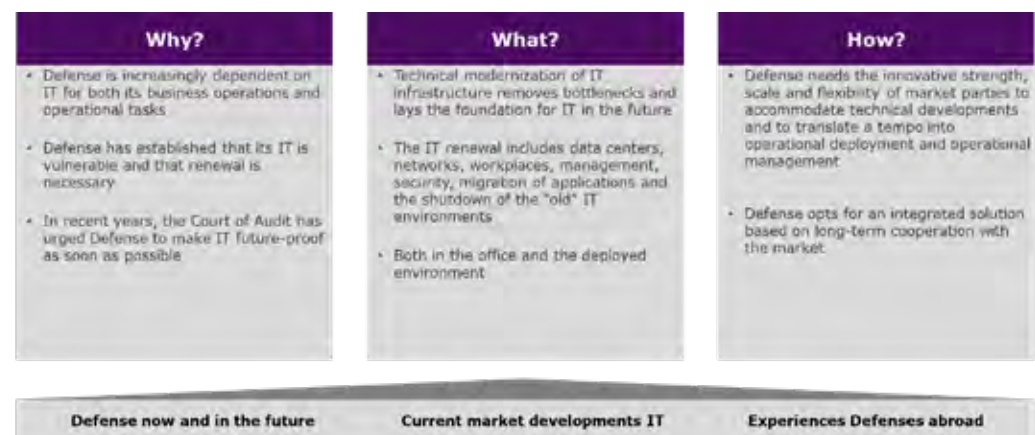 Why?
• Defense is increasingly dependent on
IT for both its business operations and
operational tasks
• Defense has established that its IT is
vulnerable and that renewal is
necessary
• In recent years, the Court of Audit has
urged Defense to make IT future-proof
as soon as possible
What?
• Technical modernization of IT
infrastructure removes bottlenecks and
lays the foundation for IT in the future
• The IT renewal includes data centers,
networks, workplaces, management,
security, migration of applications and
the shutdown of the "old" IT
environments
• Both in the office and the deployed
environment
How?
• Defense needs the innovative strength,
scale and flexibility of market parties to
accommodate technical developments
and to translate a tempo into
operational deployment and operational
management
• Defense opts for an integrated solution
based on long-term cooperation with
the market
Defense now and in the future
Current market developments IT
Experiences Defenses abroad